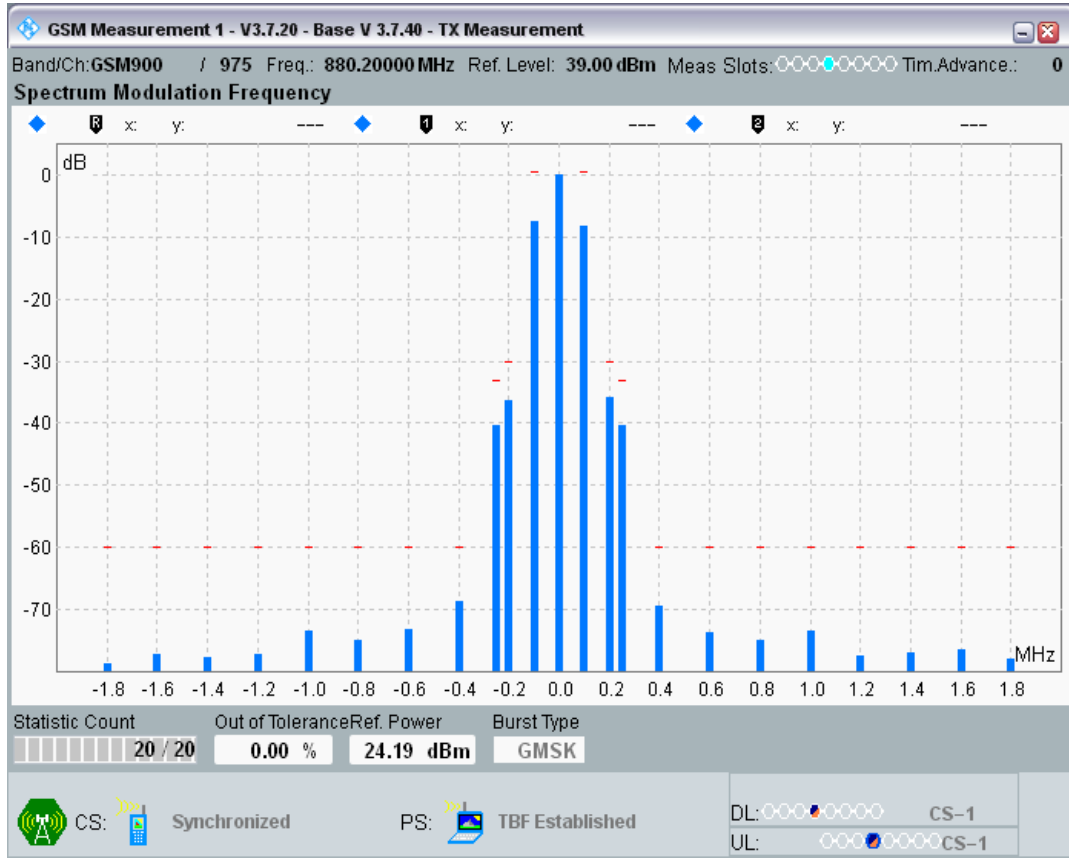 GSM Measurement 1 - V3.7.20 - Base V 3.7.40 - TX Measurement
Band/Ch:GSM900 / 975 Freq.: 880.20000 MHz Ref. Level: 39.00 dBm Meas Slots: Tim.Advance.: 0
Spectrum Modulation Frequency
R x: y: --- 1 x: y: --- 2 x: y: ---
dB
0
-10
-20
-30
-40
-50
-60
-70
MHz
-1.8 -1.6 -1.4 -1.2 -1.0 -0.8 -0.6 -0.4 -0.2 0.0 0.2 0.4 0.6 0.8 1.0 1.2 1.4 1.6 1.8
Statistic Count Out of Tolerance Ref. Power Burst Type
20 / 20 0.00 % 24.19 dBm GMSK
CS: Synchronized PS: TBF Established
DL: CS-1
UL: CS-1